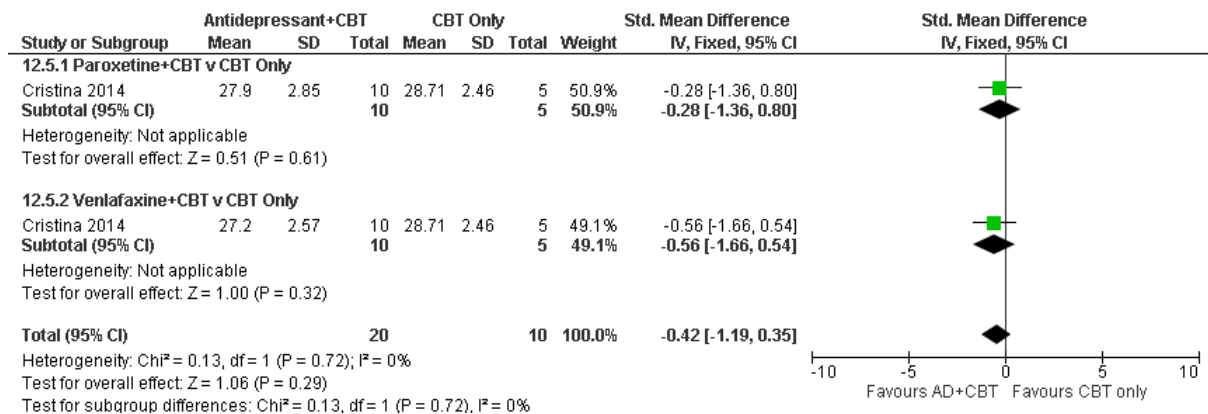 Antidepressant+CBT CBT Only Std. Mean Difference Std. Mean Difference
Study or Subgroup Mean SD Total Mean SD Total Weight IV, Fixed, 95% CI IV, Fixed, 95% CI
12.5.1 Paroxetine+CBT v CBT Only
Cristina 2014 27.9 2.85 10 28.71 2.46 5 50.9% -0.28 [-1.36, 0.80]
Subtotal (95% CI) 10 5 50.9% -0.28 [-1.36, 0.80]
Heterogeneity: Not applicable
Test for overall effect: Z = 0.51 (P = 0.61)
12.5.2 Venlafaxine+CBT v CBT Only
Cristina 2014 27.2 2.57 10 28.71 2.46 5 49.1% -0.56 [-1.66, 0.54]
Subtotal (95% CI) 10 5 49.1% -0.56 [-1.66, 0.54]
Heterogeneity: Not applicable
Test for overall effect: Z = 1.00 (P = 0.32)
Total (95% CI) 20 10 100.0% -0.42 [-1.19, 0.35]
Heterogeneity: Chi² = 0.13, df = 1 (P = 0.72); I² = 0%
Test for overall effect: Z = 1.06 (P = 0.29)
Test for subgroup differences: Chi² = 0.13, df = 1 (P = 0.72), I² = 0%
-10 -5 0 5 10
Favours AD+CBT Favours CBT only